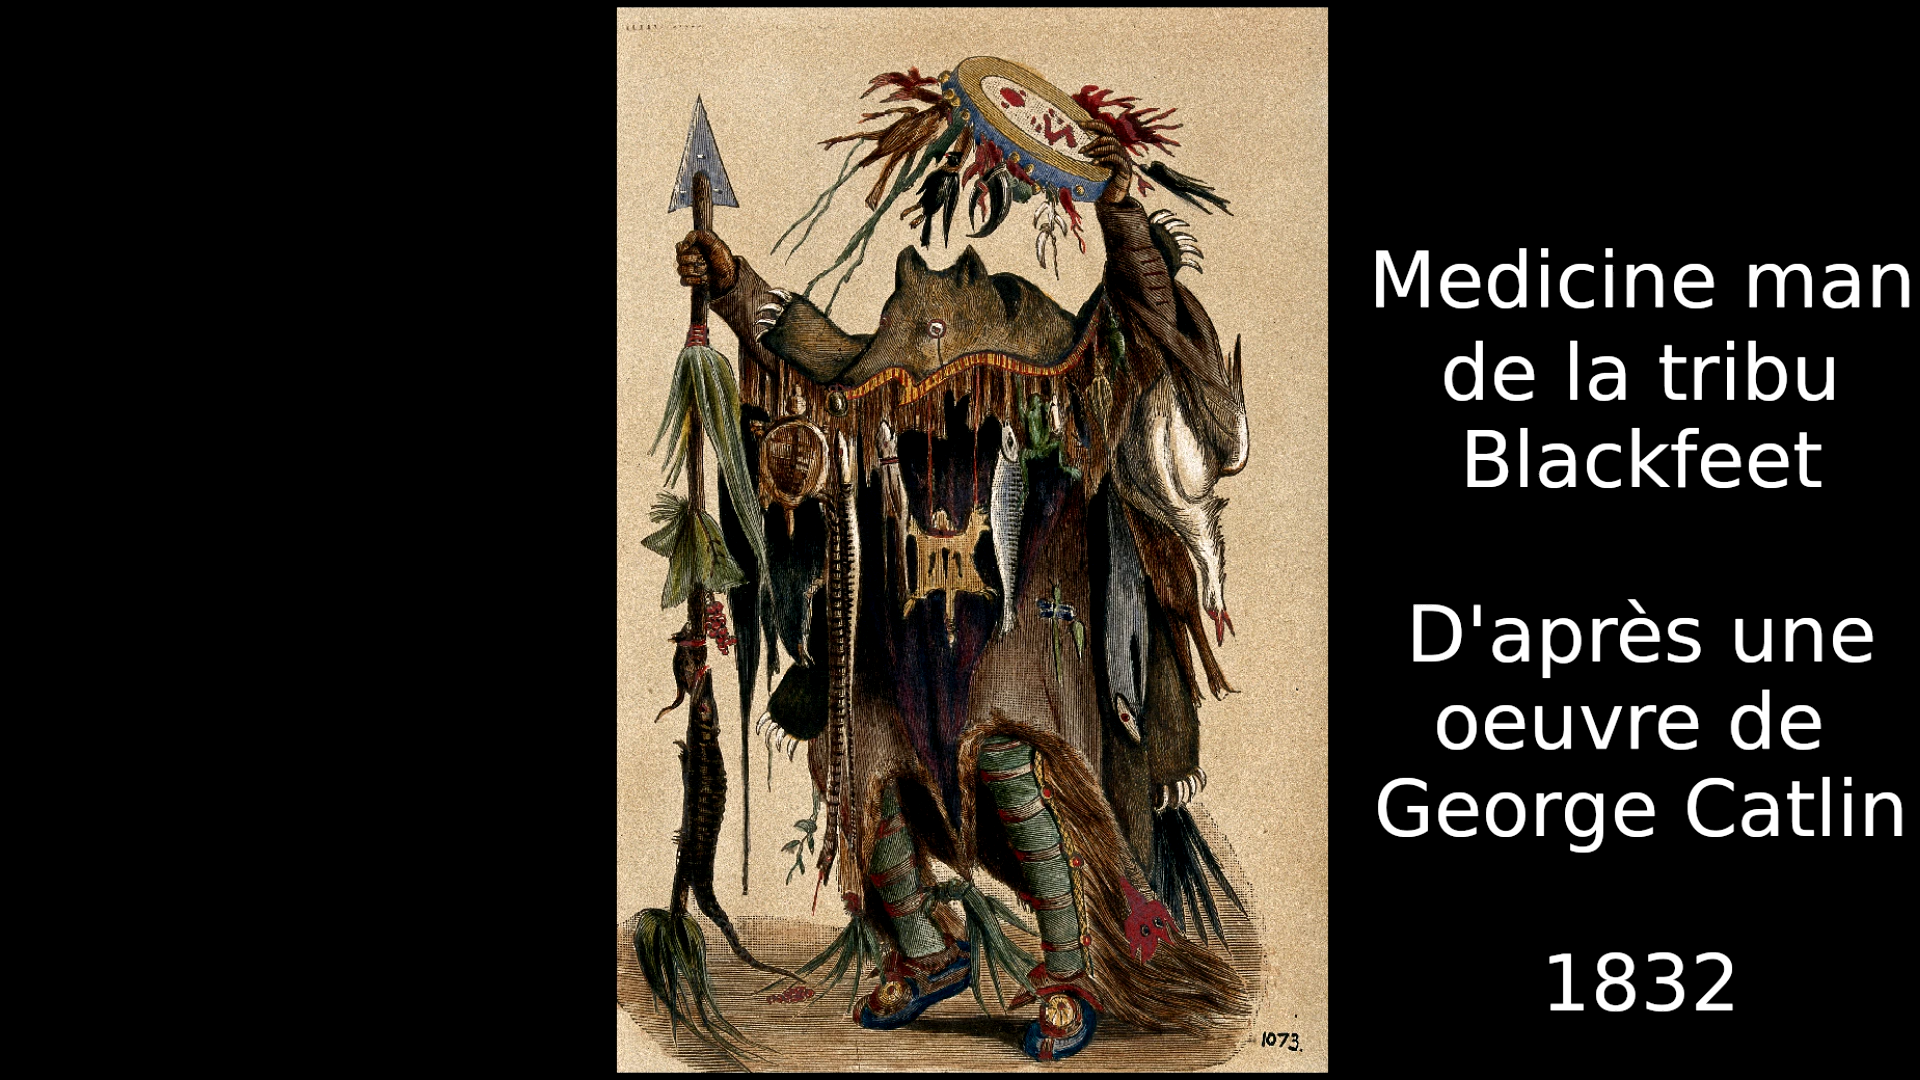 Medicine man
de la tribu
Blackfeet
D'après une
oeuvre de
George Catlin
1832
1073.